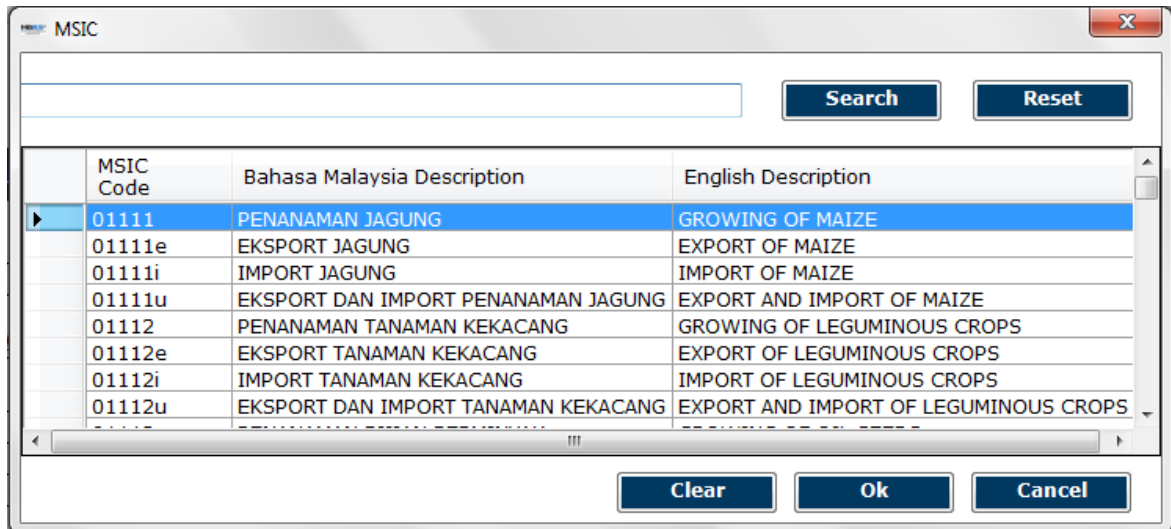 MSIC
Search Reset
MSIC Code Bahasa Malaysia Description English Description
01111 PENANAMAN JAGUNG GROWING OF MAIZE
01111e EKSPORT JAGUNG EXPORT OF MAIZE
01111i IMPORT JAGUNG IMPORT OF MAIZE
01111u EKSPORT DAN IMPORT PENANAMAN JAGUNG EXPORT AND IMPORT OF MAIZE
01112 PENANAMAN TANAMAN KEKACANG GROWING OF LEGUMINOUS CROPS
01112e EKSPORT TANAMAN KEKACANG EXPORT OF LEGUMINOUS CROPS
01112i IMPORT TANAMAN KEKACANG IMPORT OF LEGUMINOUS CROPS
01112u EKSPORT DAN IMPORT TANAMAN KEKACANG EXPORT AND IMPORT OF LEGUMINOUS CROPS
Clear Ok Cancel